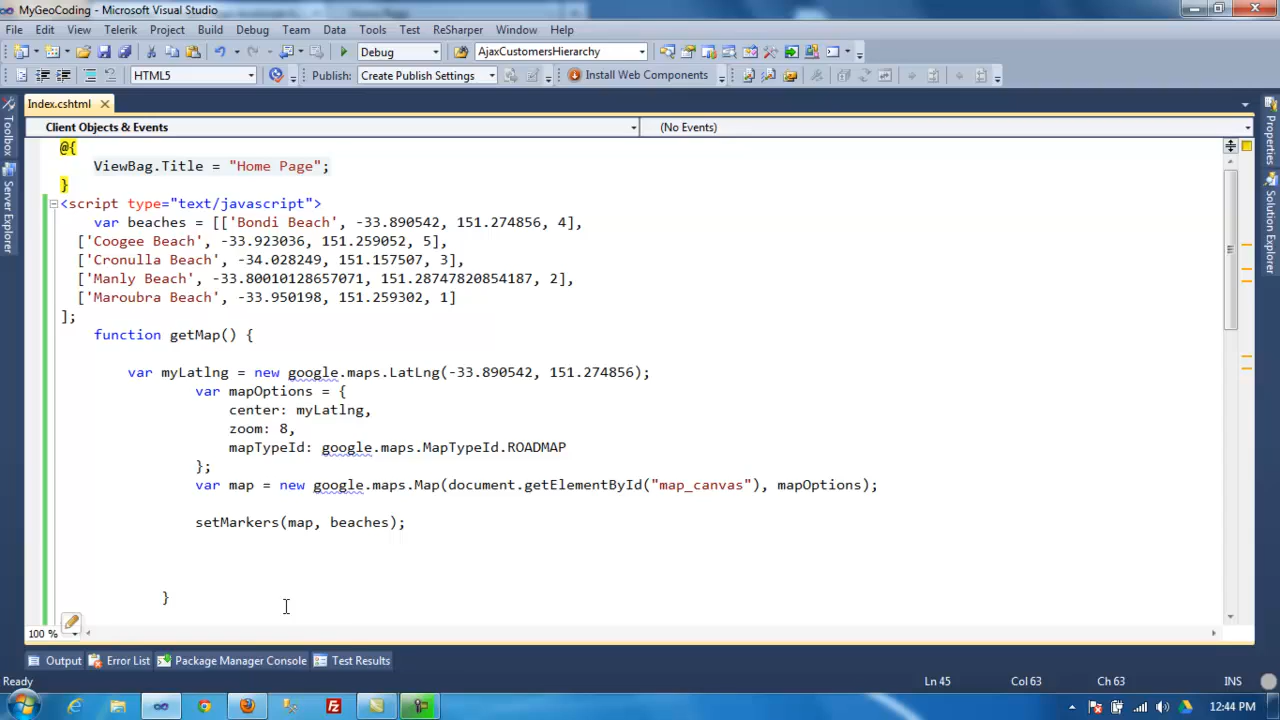 MyGeoCoding - Microsoft Visual Studio
File Edit View Telerik Project Build Debug Team Data Tools Test ReSharper Window Help
Debug AjaxCustomersHierarchy
HTML5 Publish: Create Publish Settings Install Web Components
Index.cshtml
Client Objects & Events (No Events)
Toolbox
Server Explorer
Properties
Solution Explorer
@{
ViewBag.Title = "Home Page";
}
<script type="text/javascript">
var beaches = [['Bondi Beach', -33.890542, 151.274856, 4],
['Coogee Beach', -33.923036, 151.259052, 5],
['Cronulla Beach', -34.028249, 151.157507, 3],
['Manly Beach', -33.80010128657071, 151.28747820854187, 2],
['Maroubra Beach', -33.950198, 151.259302, 1]
];
function getMap() {
var myLatlng = new google.maps.LatLng(-33.890542, 151.274856);
var mapOptions = {
center: myLatlng,
zoom: 8,
mapTypeId: google.maps.MapTypeId.ROADMAP
};
var map = new google.maps.Map(document.getElementById("map_canvas"), mapOptions);
setMarkers(map, beaches);
}
100 %
Output Error List Package Manager Console Test Results
Ready Ln 45 Col 63 Ch 63 INS
12:44 PM